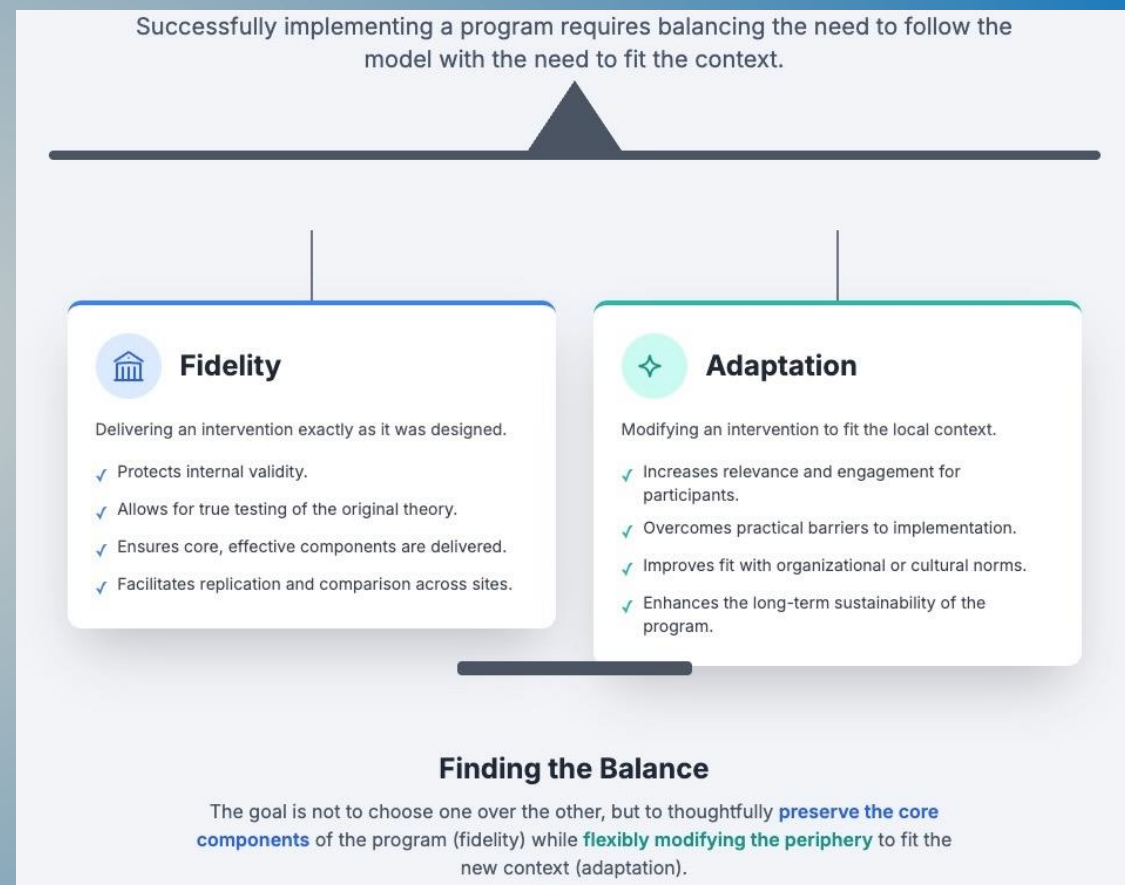 Successfully implementing a program requires balancing the need to follow the
model with the need to fit the context.
Fidelity
Delivering an intervention exactly as it was designed.
✓ Protects internal validity.
✓ Allows for true testing of the original theory.
✓ Ensures core, effective components are delivered.
✓ Facilitates replication and comparison across sites.
Adaptation
Modifying an intervention to fit the local context.
✓ Increases relevance and engagement for
participants.
✓ Overcomes practical barriers to implementation.
✓ Improves fit with organizational or cultural norms.
✓ Enhances the long-term sustainability of the
program.
Finding the Balance
The goal is not to choose one over the other, but to thoughtfully preserve the core
components of the program (fidelity) while flexibly modifying the periphery to fit the
new context (adaptation).